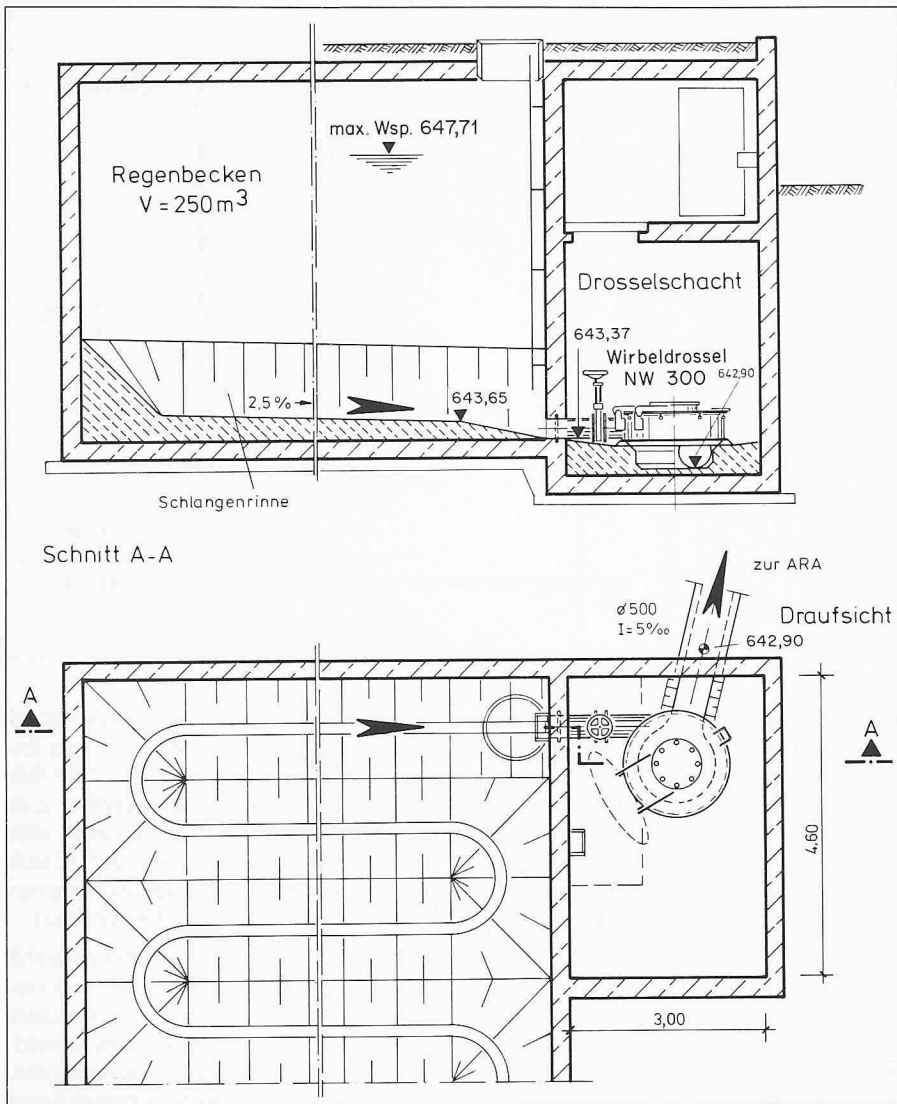 max. Wsp. 647,71
Regenbecken
V = 250 m³
Drosselschacht
643,37
Wirbeldrossel
NW 300
642,90
2,5 %
643,65
Schlangenrinne
Schnitt A-A
zur ARA
ø 500
I = 5‰
Draufsicht
642,90
A
A
4.60
3,00